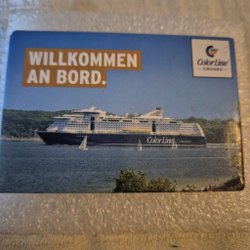 WILLKOMMEN
AN BORD.
Color Line
CRUISES
Color Line